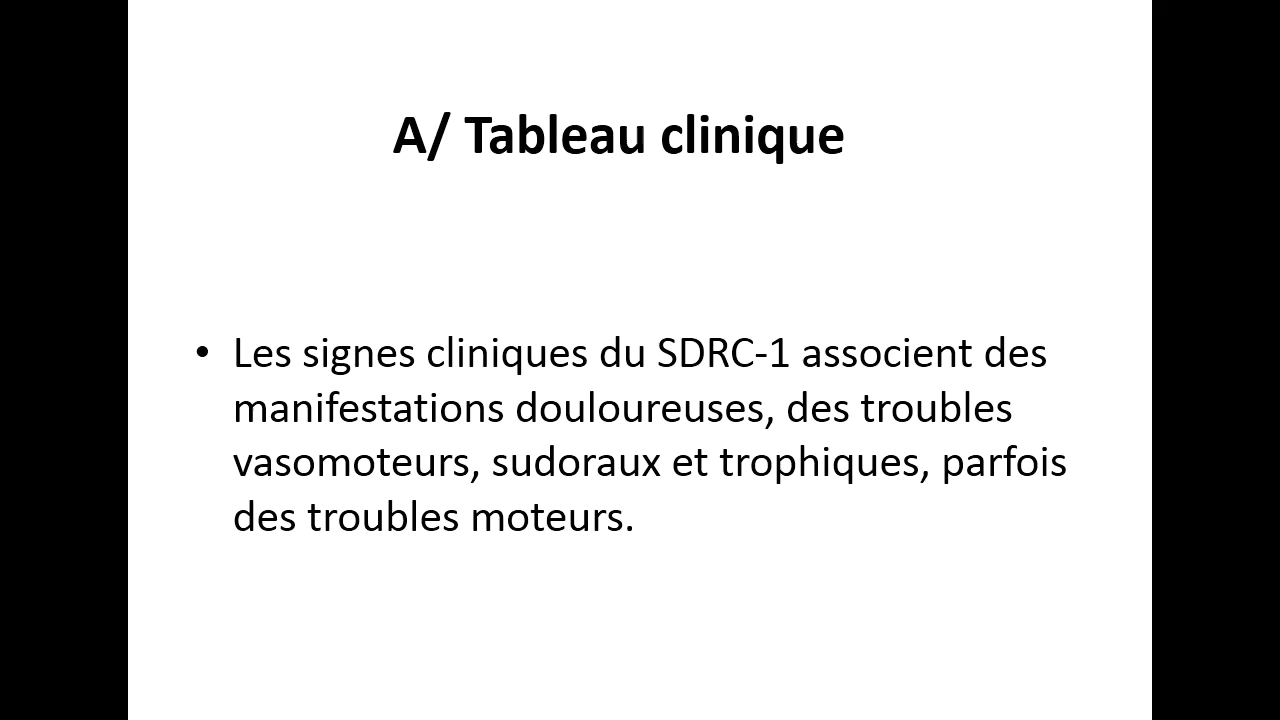 A/ Tableau clinique
• Les signes cliniques du SDRC-1 associent des
manifestations douloureuses, des troubles
vasomoteurs, sudoraux et trophiques, parfois
des troubles moteurs.